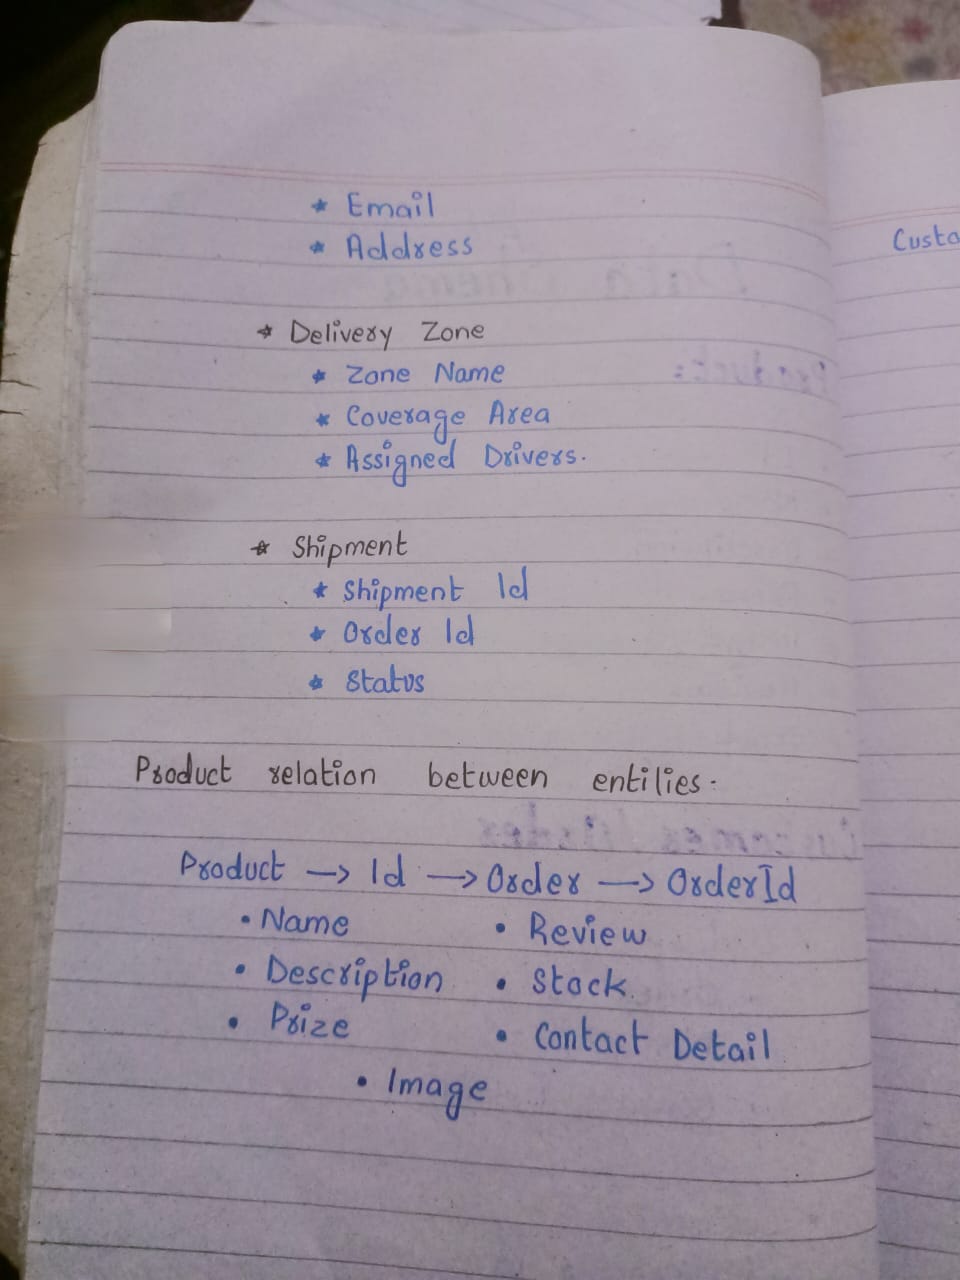 * Email
* Address
Custo
* Delivery Zone
* Zone Name
* Coverage Area
* Assigned Drivers.
* Shipment
* Shipment Id
* Order Id
* Status
Product relation between entilies.
Product → Id → Order → OrderId
• Name • Review
• Description • Stock
• Prize • Contact Detail
• Image